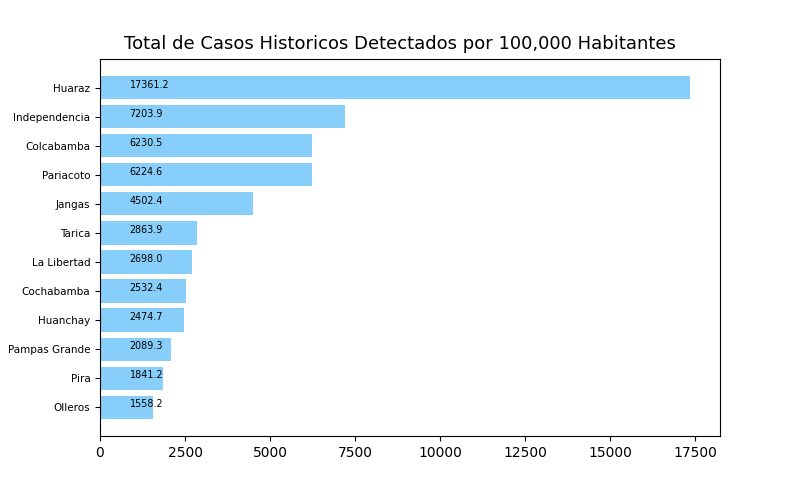 Total de Casos Historicos Detectados por 100,000 Habitantes
Huaraz 17361.2
Independencia 7203.9
Colcabamba 6230.5
Pariacoto 6224.6
Jangas 4502.4
Tarica 2863.9
La Libertad 2698.0
Cochabamba 2532.4
Huanchay 2474.7
Pampas Grande 2089.3
Pira 1841.2
Olleros 1558.2
0 2500 5000 7500 10000 12500 15000 17500